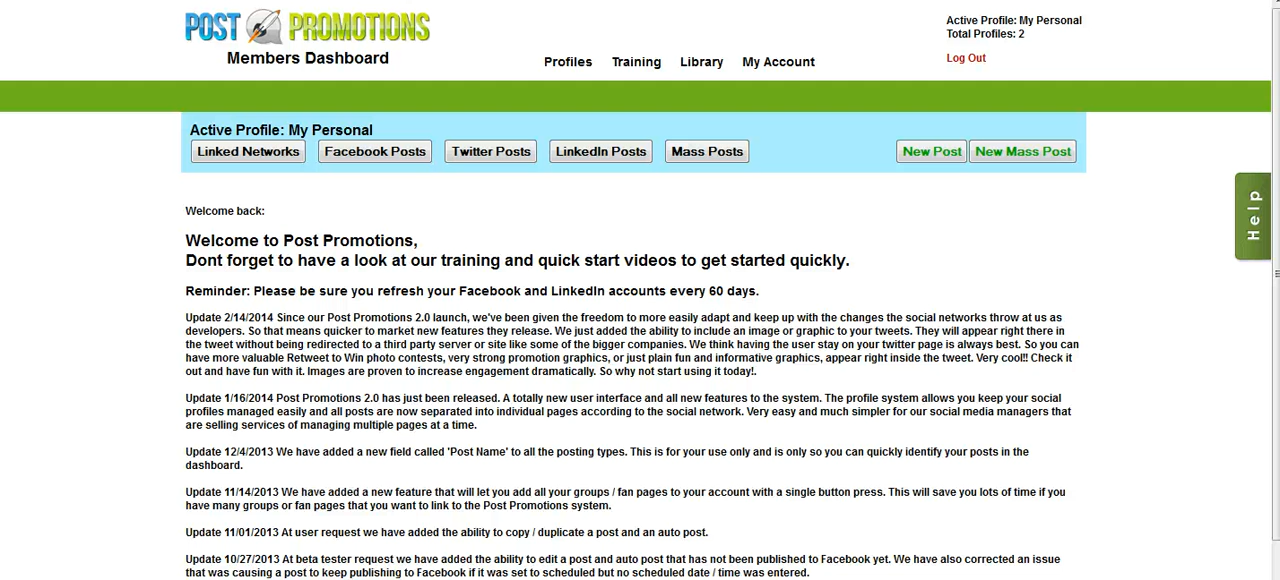 POST PROMOTIONS
Members Dashboard
Profiles Training Library My Account
Active Profile: My Personal
Total Profiles: 2
Log Out
Active Profile: My Personal
Linked Networks Facebook Posts Twitter Posts LinkedIn Posts Mass Posts New Post New Mass Post
Help
Welcome back:
Welcome to Post Promotions,
Dont forget to have a look at our training and quick start videos to get started quickly.
Reminder: Please be sure you refresh your Facebook and LinkedIn accounts every 60 days.
Update 2/14/2014 Since our Post Promotions 2.0 launch, we've been given the freedom to more easily adapt and keep up with the changes the social networks throw at us as
developers. So that means quicker to market new features they release. We just added the ability to include an image or graphic to your tweets. They will appear right there in
the tweet without being redirected to a third party server or site like some of the bigger companies. We think having the user stay on your twitter page is always best. So you can
have more valuable Retweet to Win photo contests, very strong promotion graphics, or just plain fun and informative graphics, appear right inside the tweet. Very cool!! Check it
out and have fun with it. Images are proven to increase engagement dramatically. So why not start using it today!.
Update 1/16/2014 Post Promotions 2.0 has just been released. A totally new user interface and all new features to the system. The profile system allows you keep your social
profiles managed easily and all posts are now separated into individual pages according to the social network. Very easy and much simpler for our social media managers that
are selling services of managing multiple pages at a time.
Update 12/4/2013 We have added a new field called 'Post Name' to all the posting types. This is for your use only and is only so you can quickly identify your posts in the
dashboard.
Update 11/14/2013 We have added a new feature that will let you add all your groups / fan pages to your account with a single button press. This will save you lots of time if you
have many groups or fan pages that you want to link to the Post Promotions system.
Update 11/01/2013 At user request we have added the ability to copy / duplicate a post and an auto post.
Update 10/27/2013 At beta tester request we have added the ability to edit a post and auto post that has not been published to Facebook yet. We have also corrected an issue
that was causing a post to keep publishing to Facebook if it was set to scheduled but no scheduled date / time was entered.